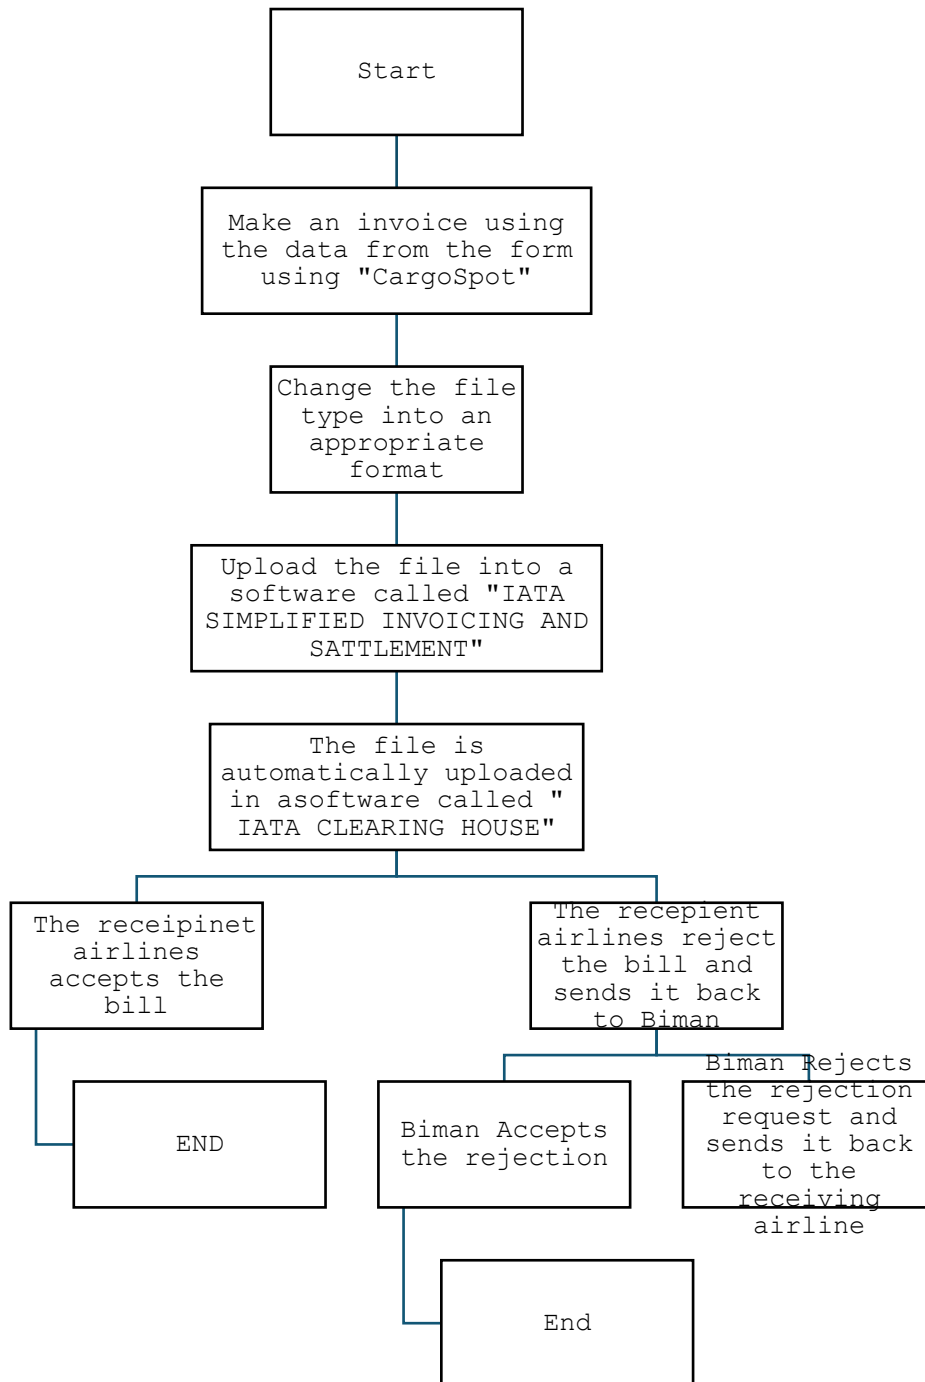 Start
Make an invoice using
the data from the form
using "CargoSpot"
Change the file
type into an
appropriate
format
Upload the file into a
software called "IATA
SIMPLIFIED INVOICING AND
SATTLEMENT"
The file is
automatically uploaded
in asoftware called "
IATA CLEARING HOUSE"
The receipinet
airlines
accepts the
bill
The recepient
airlines reject
the bill and
sends it back
to Biman
END
Biman Accepts
the rejection
Biman Rejects
the rejection
request and
sends it back
to the
receiving
airline
End